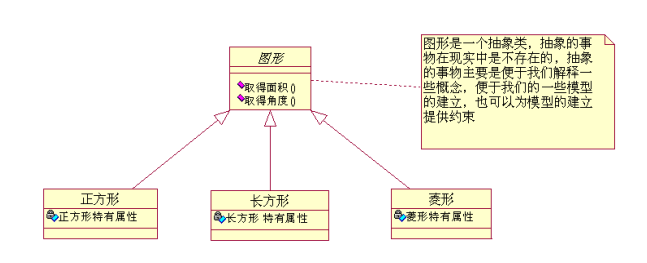 图形
取得面积()
取得角度()
图形是一个抽象类，抽象的事
物在现实中是不存在的，抽象
的事物主要是便于我们解释一
些概念，便于我们的一些模型
的建立，也可以为模型的建立
提供约束
正方形
正方形特有属性
长方形
长方形 特有属性
菱形
菱形特有属性